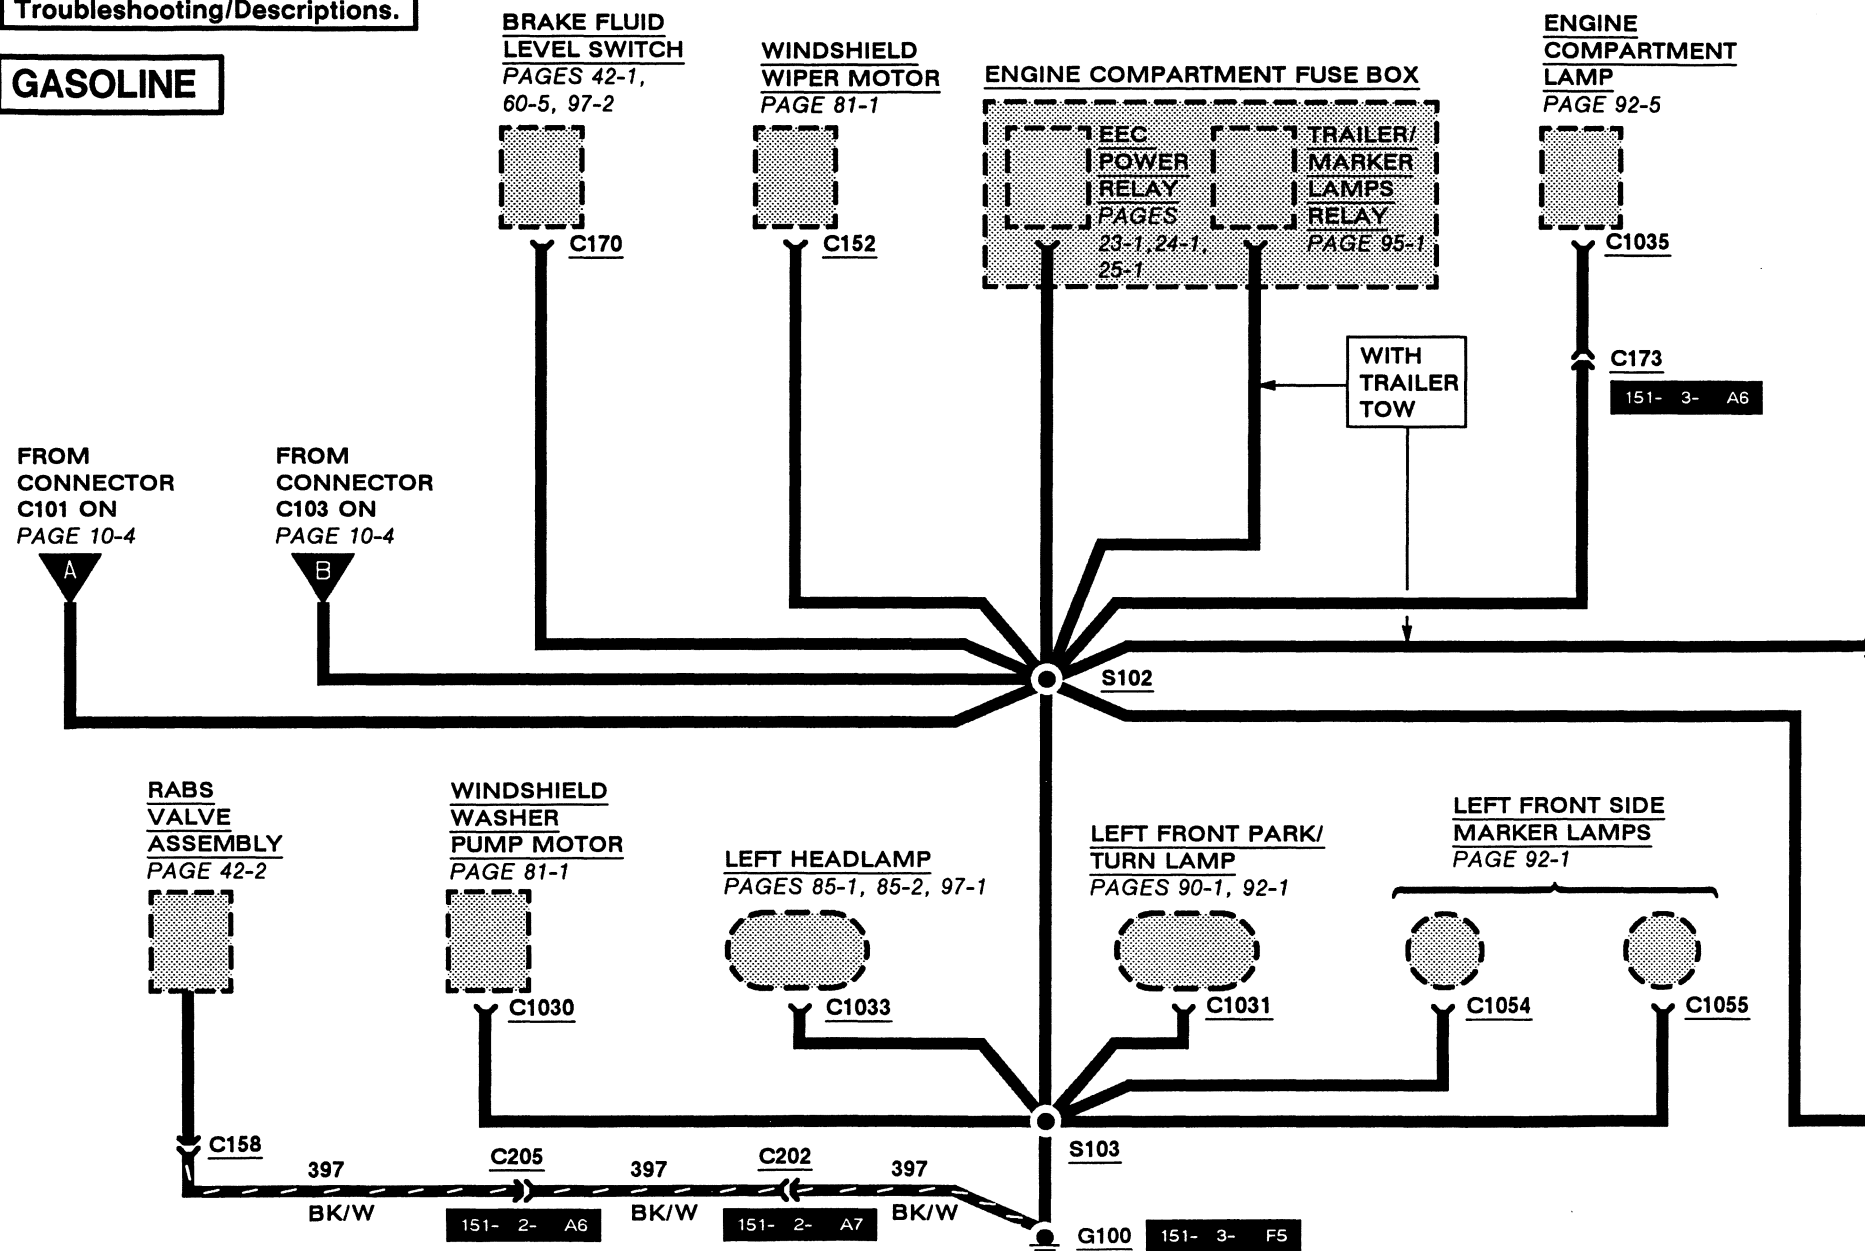 Troubleshooting/Descriptions.
GASOLINE
BRAKE FLUID
LEVEL SWITCH
PAGES 42-1,
60-5, 97-2
C170
WINDSHIELD
WIPER MOTOR
PAGE 81-1
C152
ENGINE COMPARTMENT FUSE BOX
EEC
POWER
RELAY
PAGES
23-1,24-1,
25-1
TRAILER/
MARKER
LAMPS
RELAY
PAGE 95-1
ENGINE
COMPARTMENT
LAMP
PAGE 92-5
C1035
WITH
TRAILER
TOW
C173
151- 3- A6
FROM
CONNECTOR
C101 ON
PAGE 10-4
A
FROM
CONNECTOR
C103 ON
PAGE 10-4
B
S102
RABS
VALVE
ASSEMBLY
PAGE 42-2
WINDSHIELD
WASHER
PUMP MOTOR
PAGE 81-1
C1030
LEFT HEADLAMP
PAGES 85-1, 85-2, 97-1
C1033
LEFT FRONT PARK/
TURN LAMP
PAGES 90-1, 92-1
C1031
LEFT FRONT SIDE
MARKER LAMPS
PAGE 92-1
C1054
C1055
S103
C158
397
BK/W
C205
151- 2- A6
397
BK/W
C202
151- 2- A7
397
BK/W
G100
151- 3- F5